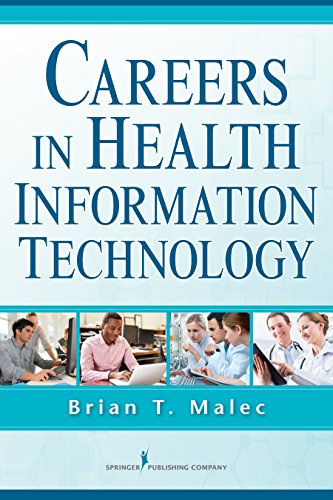 CAREERS
IN HEALTH
INFORMATION
TECHNOLOGY
Brian T. Malec
SPRINGER PUBLISHING COMPANY